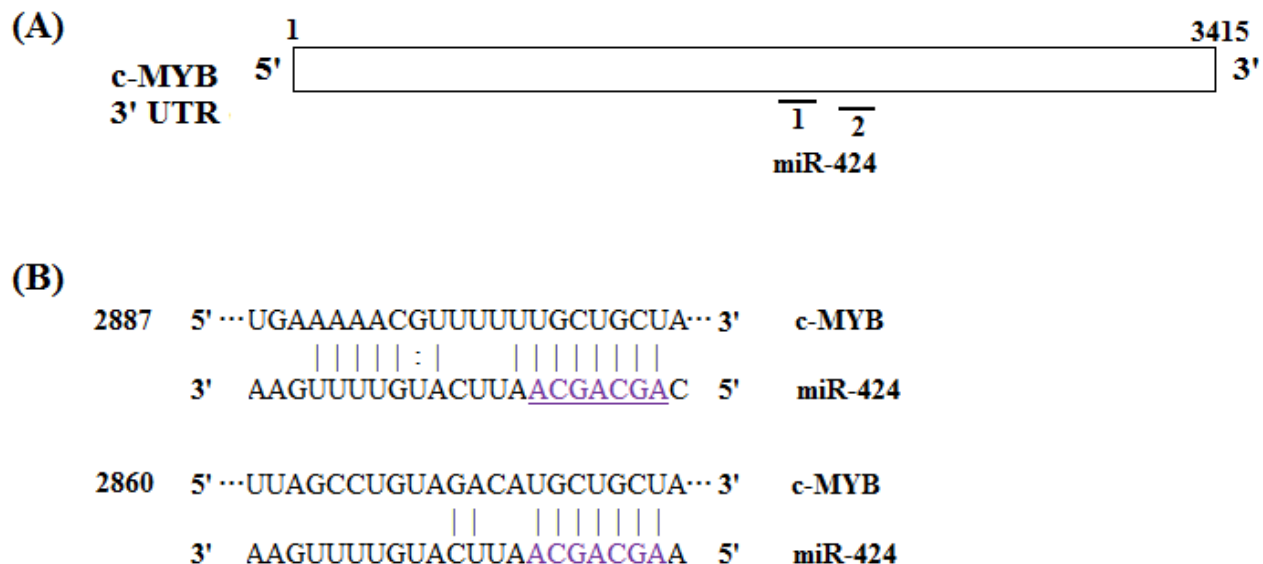 (A)
1 3415
c-MYB 5' 3'
3' UTR
1 2
miR-424
(B)
2887 5' ···UGAAAAACGUUUUUUGCUGCUA··· 3' c-MYB
| | | | | : | | | | | | | | |
3' AAGUUUUGUACUUAACGACGAC 5' miR-424
2860 5' ···UUAGCCUGUAGACAUGCUGCUA··· 3' c-MYB
| | | | | | | | |
3' AAGUUUUGUACUUAACGACGAA 5' miR-424